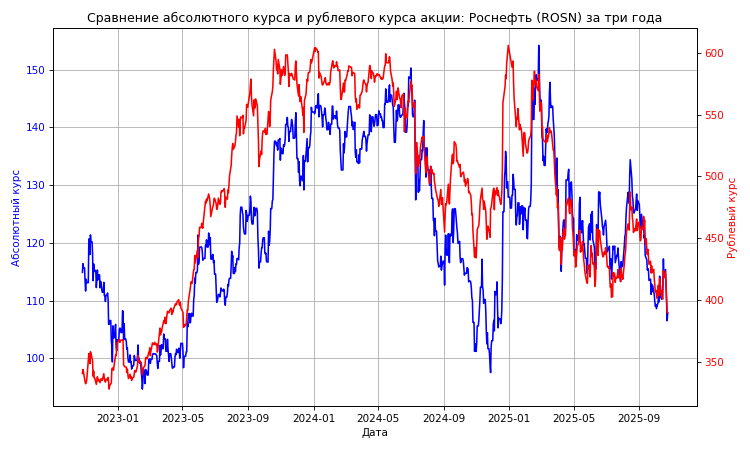 Сравнение абсолютного курса и рублевого курса акции: Роснефть (ROSN) за три года
Абсолютный курс
150
140
130
120
110
100
600
550
500
450
400
350
Рублевый курс
2023-01 2023-05 2023-09 2024-01 2024-05 2024-09 2025-01 2025-05 2025-09
Дата